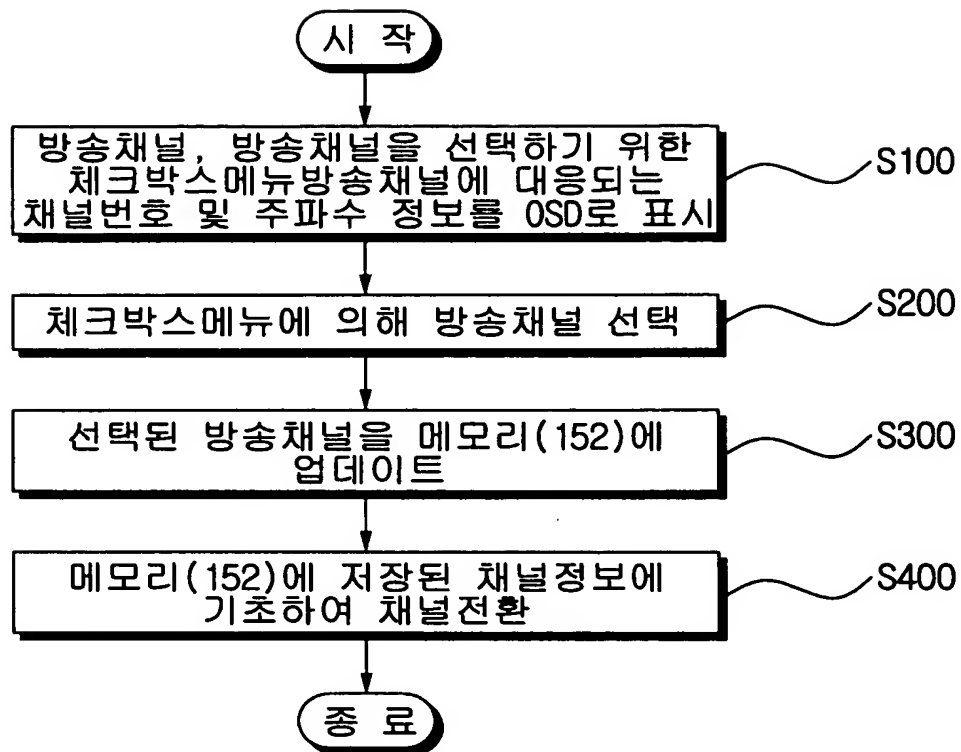 시 작
방송채널, 방송채널을 선택하기 위한
체크박스메뉴방송채널에 대응되는
채널번호 및 주파수 정보를 OSD로 표시
S100
체크박스메뉴에 의해 방송채널 선택
S200
선택된 방송채널을 메모리(152)에
업데이트
S300
메모리(152)에 저장된 채널정보에
기초하여 채널전환
S400
종 료